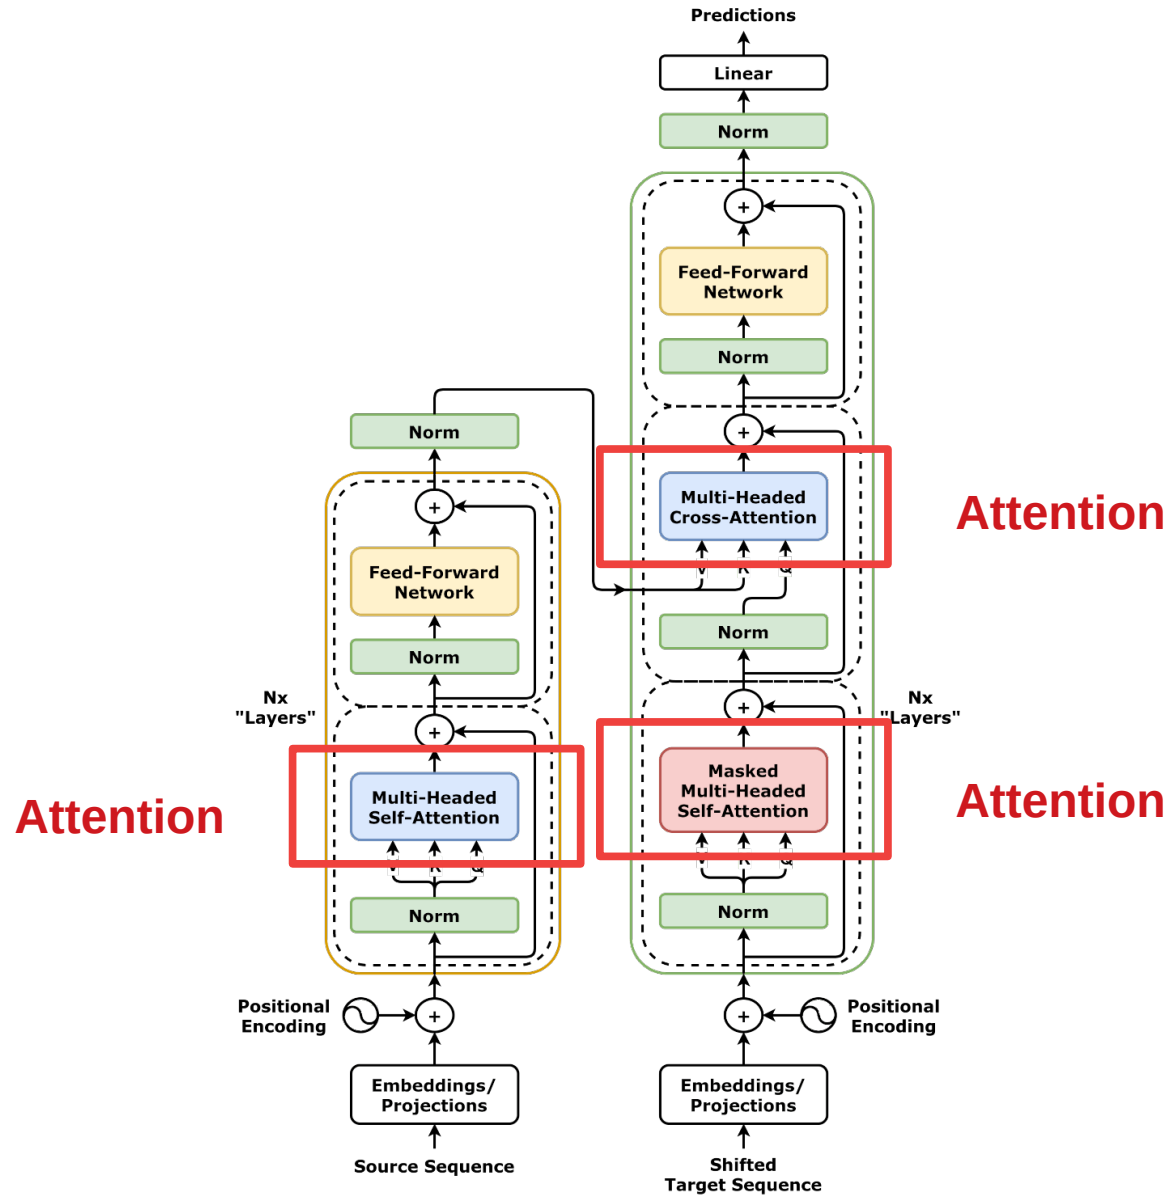 Predictions
Linear
Norm
Feed-Forward
Network
Norm
Multi-Headed
Cross-Attention
Attention
Norm
Nx
"Layers"
Masked
Multi-Headed
Self-Attention
Attention
Q
Norm
Positional
Encoding
Embeddings/
Projections
Shifted
Target Sequence
Norm
Feed-Forward
Network
Norm
Nx
"Layers"
Attention
Multi-Headed
Self-Attention
Q
Norm
Positional
Encoding
Embeddings/
Projections
Source Sequence